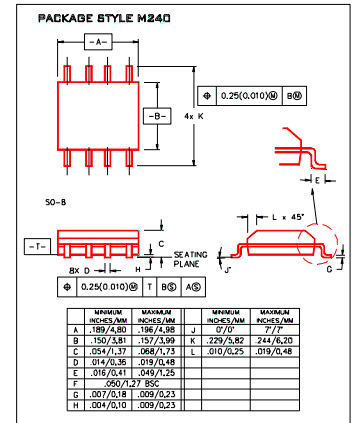 PACKAGE STYLE M240
-A-
-B-
4x K
⌖ 0.25(0.010)Ⓜ BⓂ
E
SO-8
L x 45°
C
-T-
SEATING
PLANE
8X D
H
J°
G
⌖ 0.25(0.010)Ⓜ T BⓈ AⓈ
MINIMUM INCHES/MM MAXIMUM INCHES/MM MINIMUM INCHES/MM MAXIMUM INCHES/MM
A .189/4,80 .196/4,98 J 0°/0° 7°/7°
B .150/3,81 .157/3,99 K .229/5,82 .244/6,20
C .054/1,37 .068/1,73 L .010/0,25 .019/0,48
D .014/0,36 .019/0,48
E .016/0,41 .049/1,25
F .050/1,27 BSC
G .007/0,18 .009/0,23
H .004/0,10 .009/0,23